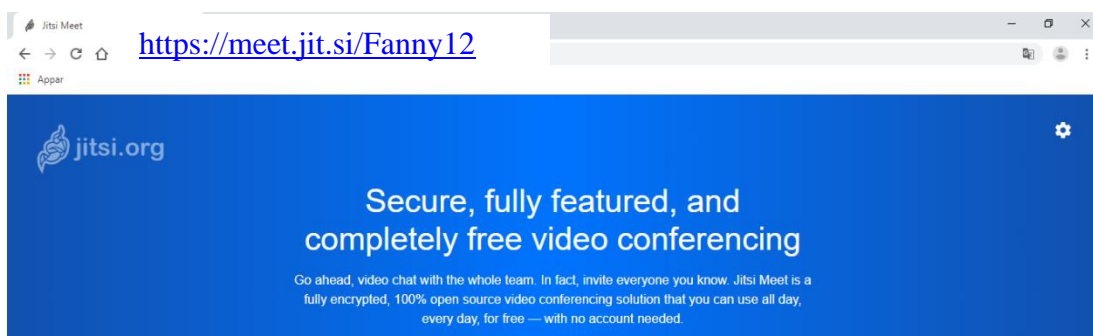 Jitsi Meet
https://meet.jit.si/Fanny12
Appar
jitsi.org
Secure, fully featured, and
completely free video conferencing
Go ahead, video chat with the whole team. In fact, invite everyone you know. Jitsi Meet is a
fully encrypted, 100% open source video conferencing solution that you can use all day,
every day, for free — with no account needed.